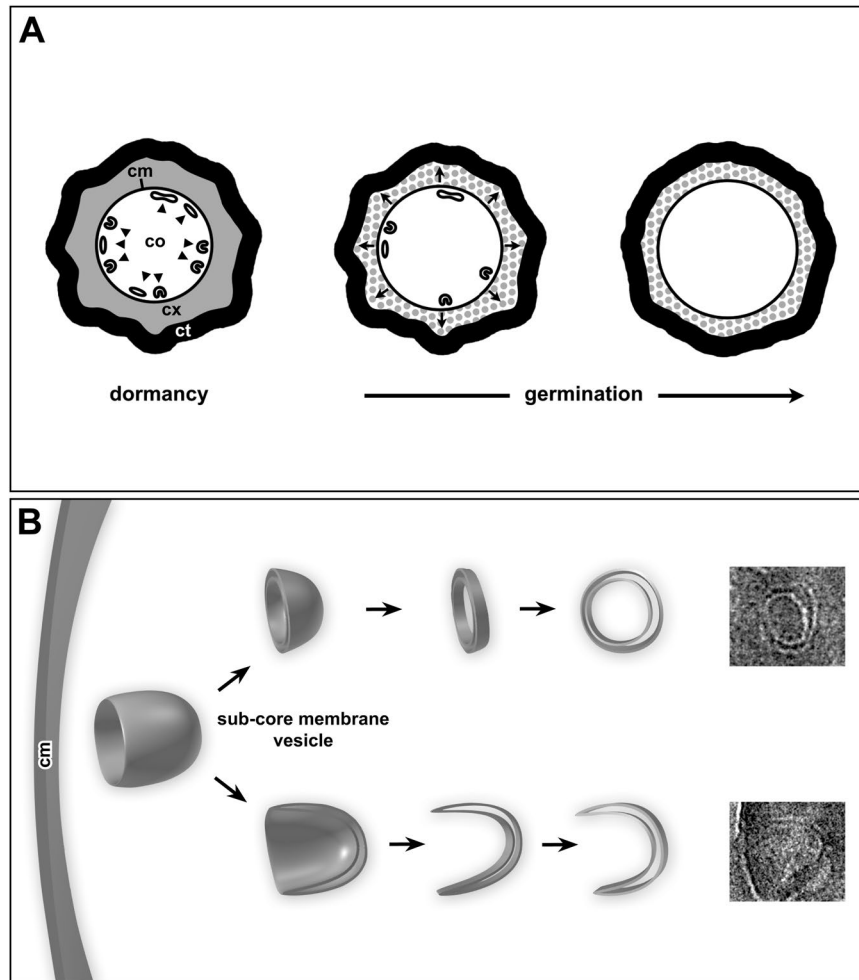 A
cm
co
cx
ct
dormancy
germination
B
cm
sub-core membrane
vesicle